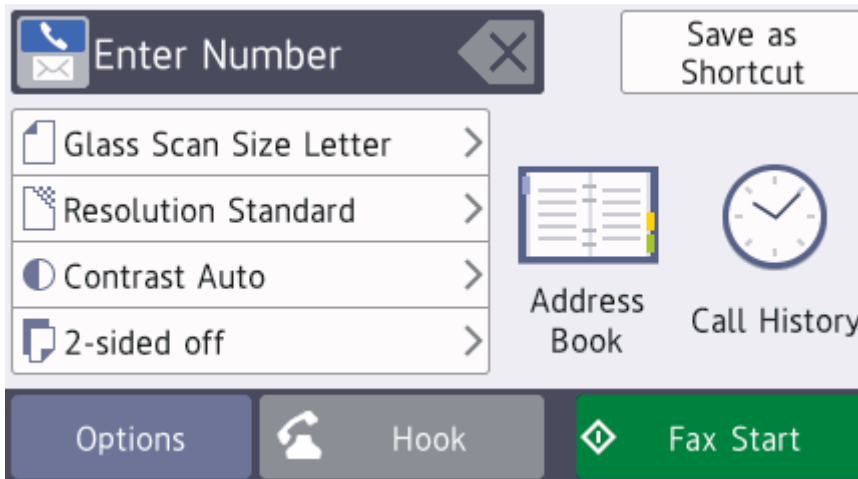 Enter Number
Save as
Shortcut
Glass Scan Size Letter
Resolution Standard
Contrast Auto
2-sided off
Address
Book
Call History
Options
Hook
Fax Start